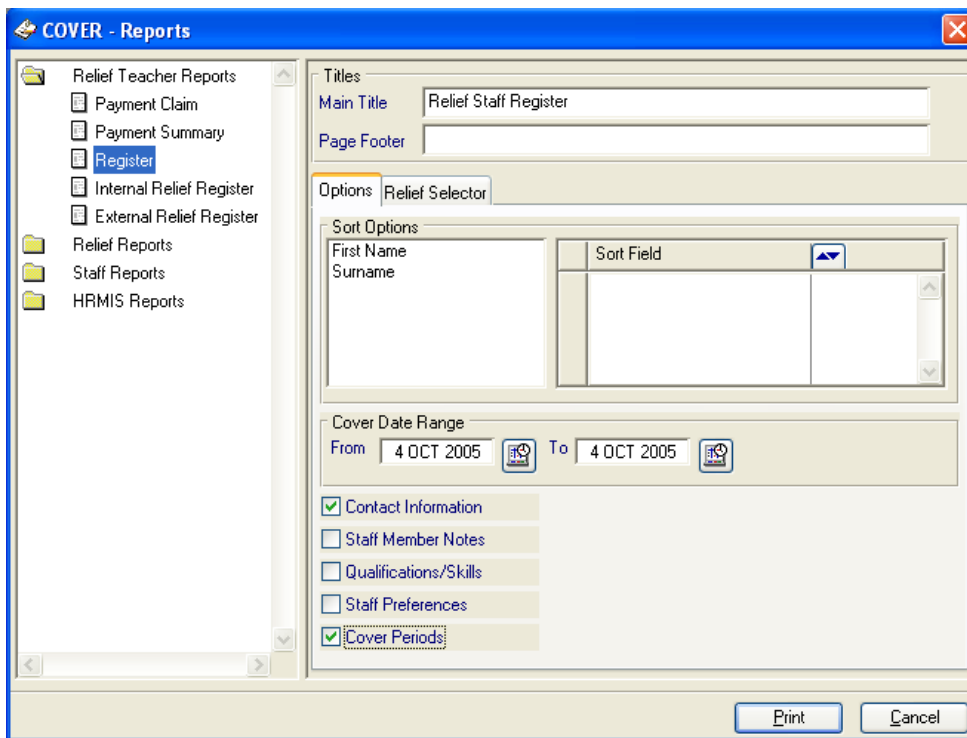 COVER - Reports
Relief Teacher Reports
Payment Claim
Payment Summary
Register
Internal Relief Register
External Relief Register
Relief Reports
Staff Reports
HRMIS Reports
Titles
Main Title Relief Staff Register
Page Footer
Options Relief Selector
Sort Options
First Name
Surname
Sort Field
Cover Date Range
From 4 OCT 2005 To 4 OCT 2005
Contact Information
Staff Member Notes
Qualifications/Skills
Staff Preferences
Cover Periods
Print Cancel